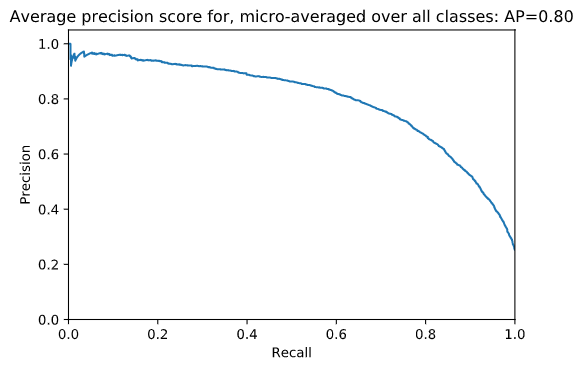 Average precision score for, micro-averaged over all classes: AP=0.80
1.0
0.8
0.6
0.4
0.2
0.0
Precision
0.0 0.2 0.4 0.6 0.8 1.0
Recall